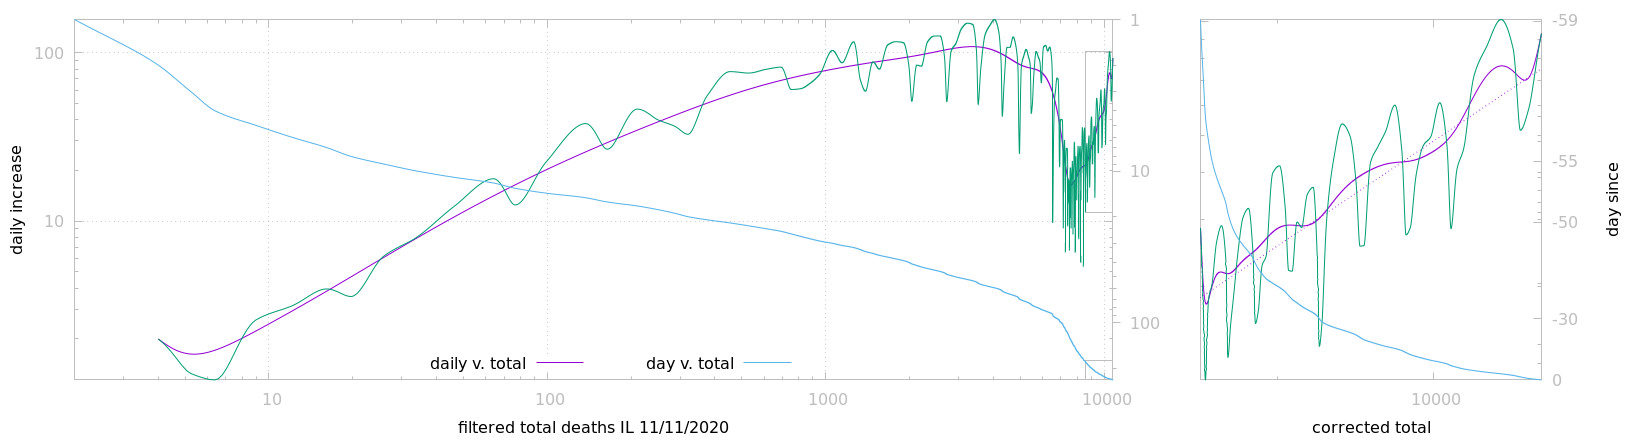 1
-59
100
-55
10
daily increase
10
-50
day since
100
-30
daily v. total
day v. total
0
10
100
1000
10000
10000
filtered total deaths IL 11/11/2020
corrected total